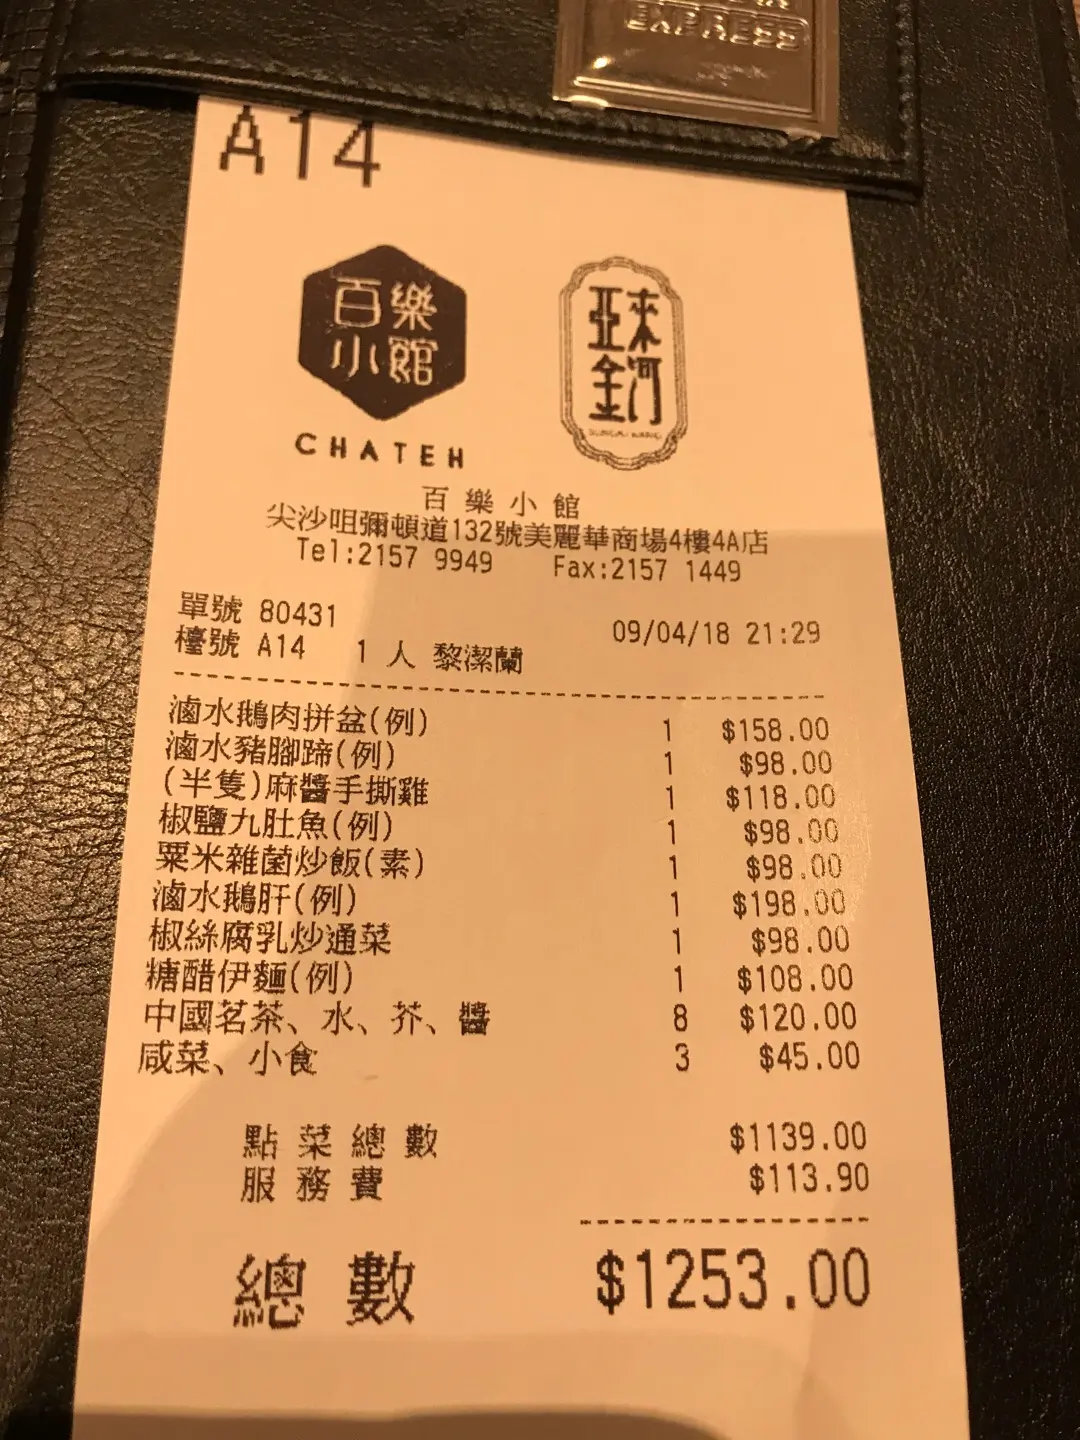 EXPRESS
A14
百樂
小館
CHATEH
亞來
金河
百樂小館
尖沙咀彌頓道132號美麗華商場4樓4A店
Tel:2157 9949 Fax:2157 1449
單號 80431
09/04/18 21:29
檯號 A14 1 人 黎潔蘭
滷水鵝肉拼盆(例) 1 $158.00
滷水豬腳蹄(例) 1 $98.00
(半隻)麻醬手撕雞 1 $118.00
椒鹽九肚魚(例) 1 $98.00
粟米雜菌炒飯(素) 1 $98.00
滷水鵝肝(例) 1 $198.00
椒絲腐乳炒通菜 1 $98.00
糖醋伊麵(例) 1 $108.00
中國茗茶、水、芥、醬 8 $120.00
咸菜、小食 3 $45.00
點菜總數 $1139.00
服務費 $113.90
總數 $1253.00